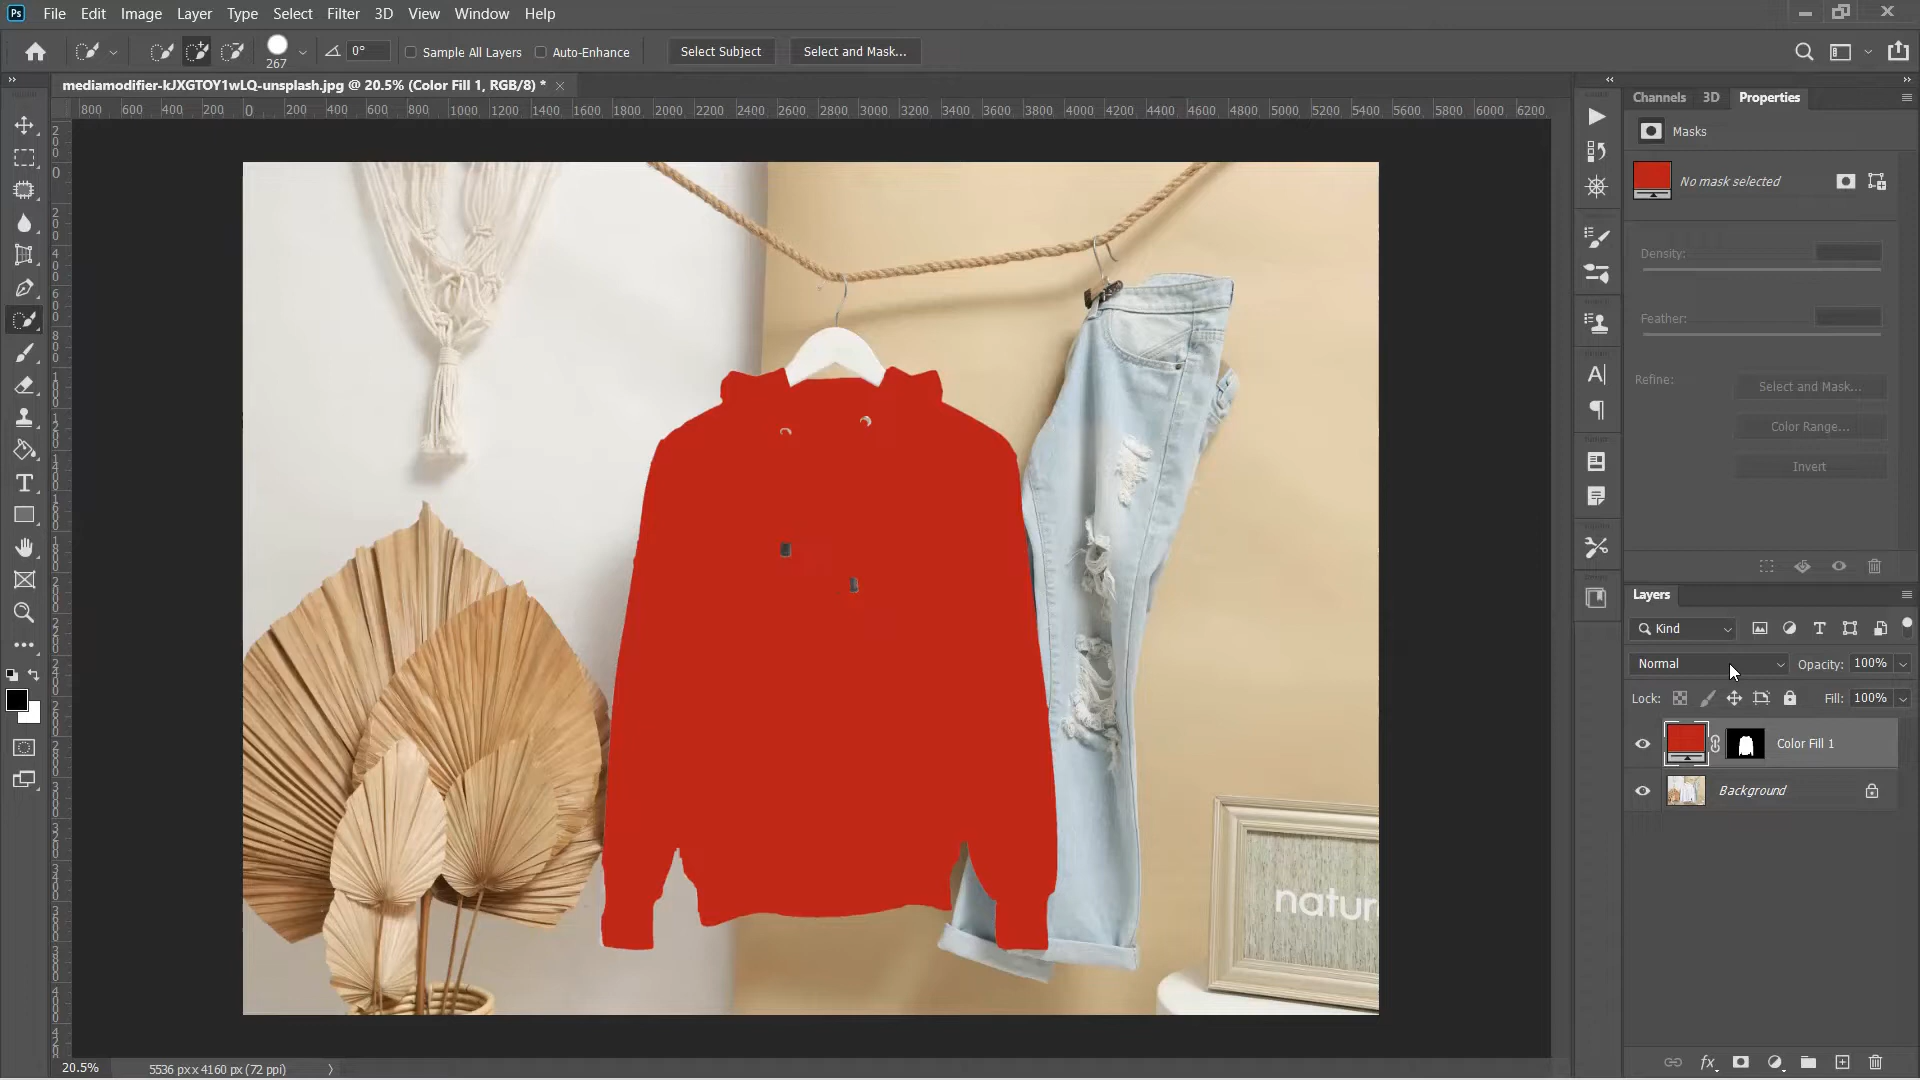 Ps File Edit Image Layer Type Select Filter 3D View Window Help
267 0° Sample All Layers Auto-Enhance Select Subject Select and Mask...
mediamodifier-kJXGTOY1wLQ-unsplash.jpg @ 20.5% (Color Fill 1, RGB/8) * ×
800 600 400 200 0 200 400 600 800 1000 1200 1400 1600 1800 2000 2200 2400 2600 2800 3000 3200 3400 3600 3800 4000 4200 4400 4600 4800 5000 5200 5400 5600 5800 6000 6200
Channels 3D Properties
Masks
No mask selected
Density:
Feather:
Refine: Select and Mask...
Color Range...
Invert
Layers
Kind
Normal Opacity: 100%
Lock: Fill: 100%
Color Fill 1
Background
natur
20.5% 5536 px x 4160 px (72 ppi)